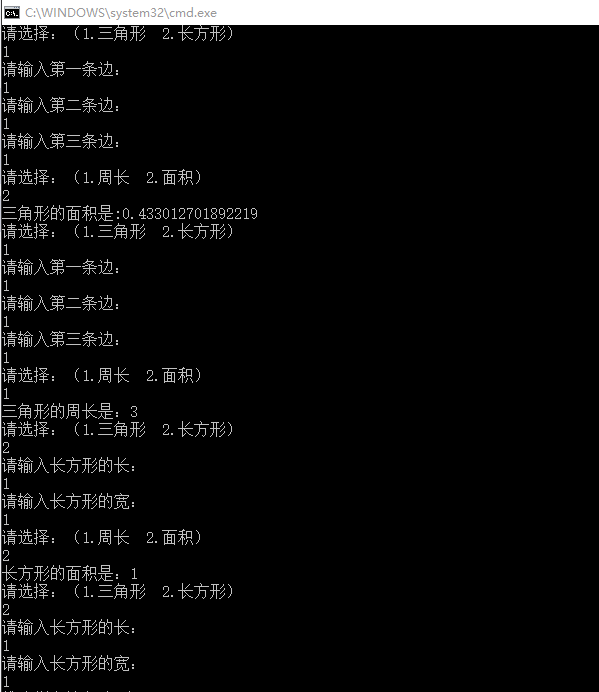 C:\WINDOWS\system32\cmd.exe
请选择：（1.三角形  2.长方形）
1
请输入第一条边:
1
请输入第二条边:
1
请输入第三条边:
1
请选择：（1.周长  2.面积）
2
三角形的面积是:0.433012701892219
请选择：（1.三角形  2.长方形）
1
请输入第一条边:
1
请输入第二条边:
1
请输入第三条边:
1
请选择：（1.周长  2.面积）
1
三角形的周长是：3
请选择：（1.三角形  2.长方形）
2
请输入长方形的长:
1
请输入长方形的宽:
1
请选择：（1.周长  2.面积）
2
长方形的面积是：1
请选择：（1.三角形  2.长方形）
2
请输入长方形的长:
1
请输入长方形的宽:
1